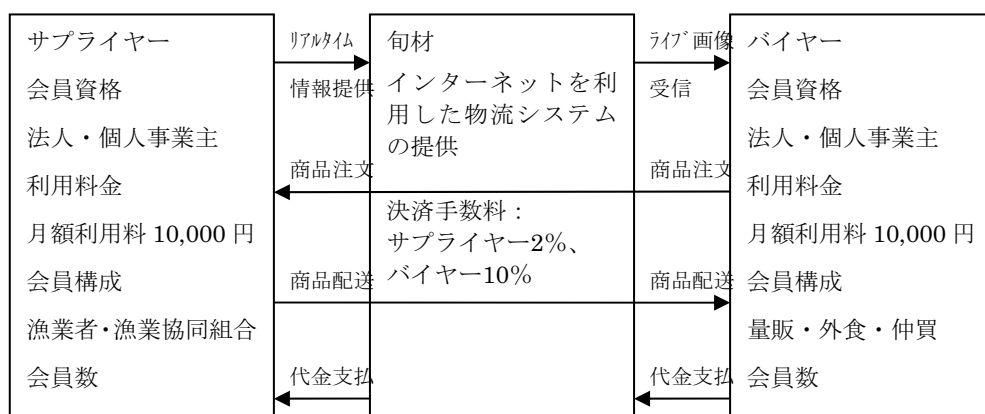 サプライヤー
会員資格
法人・個人事業主
利用料金
月額利用料 10,000 円
会員構成
漁業者・漁業協同組合
会員数
ﾘｱﾙﾀｲﾑ
情報提供
商品注文
商品配送
代金支払
旬材
インターネットを利
用した物流システム
の提供
決済手数料：
サプライヤー2%、
バイヤー10%
ﾗｲﾌﾞ画像
受信
商品注文
商品配送
代金支払
バイヤー
会員資格
法人・個人事業主
利用料金
月額利用料 10,000 円
会員構成
量販・外食・仲買
会員数